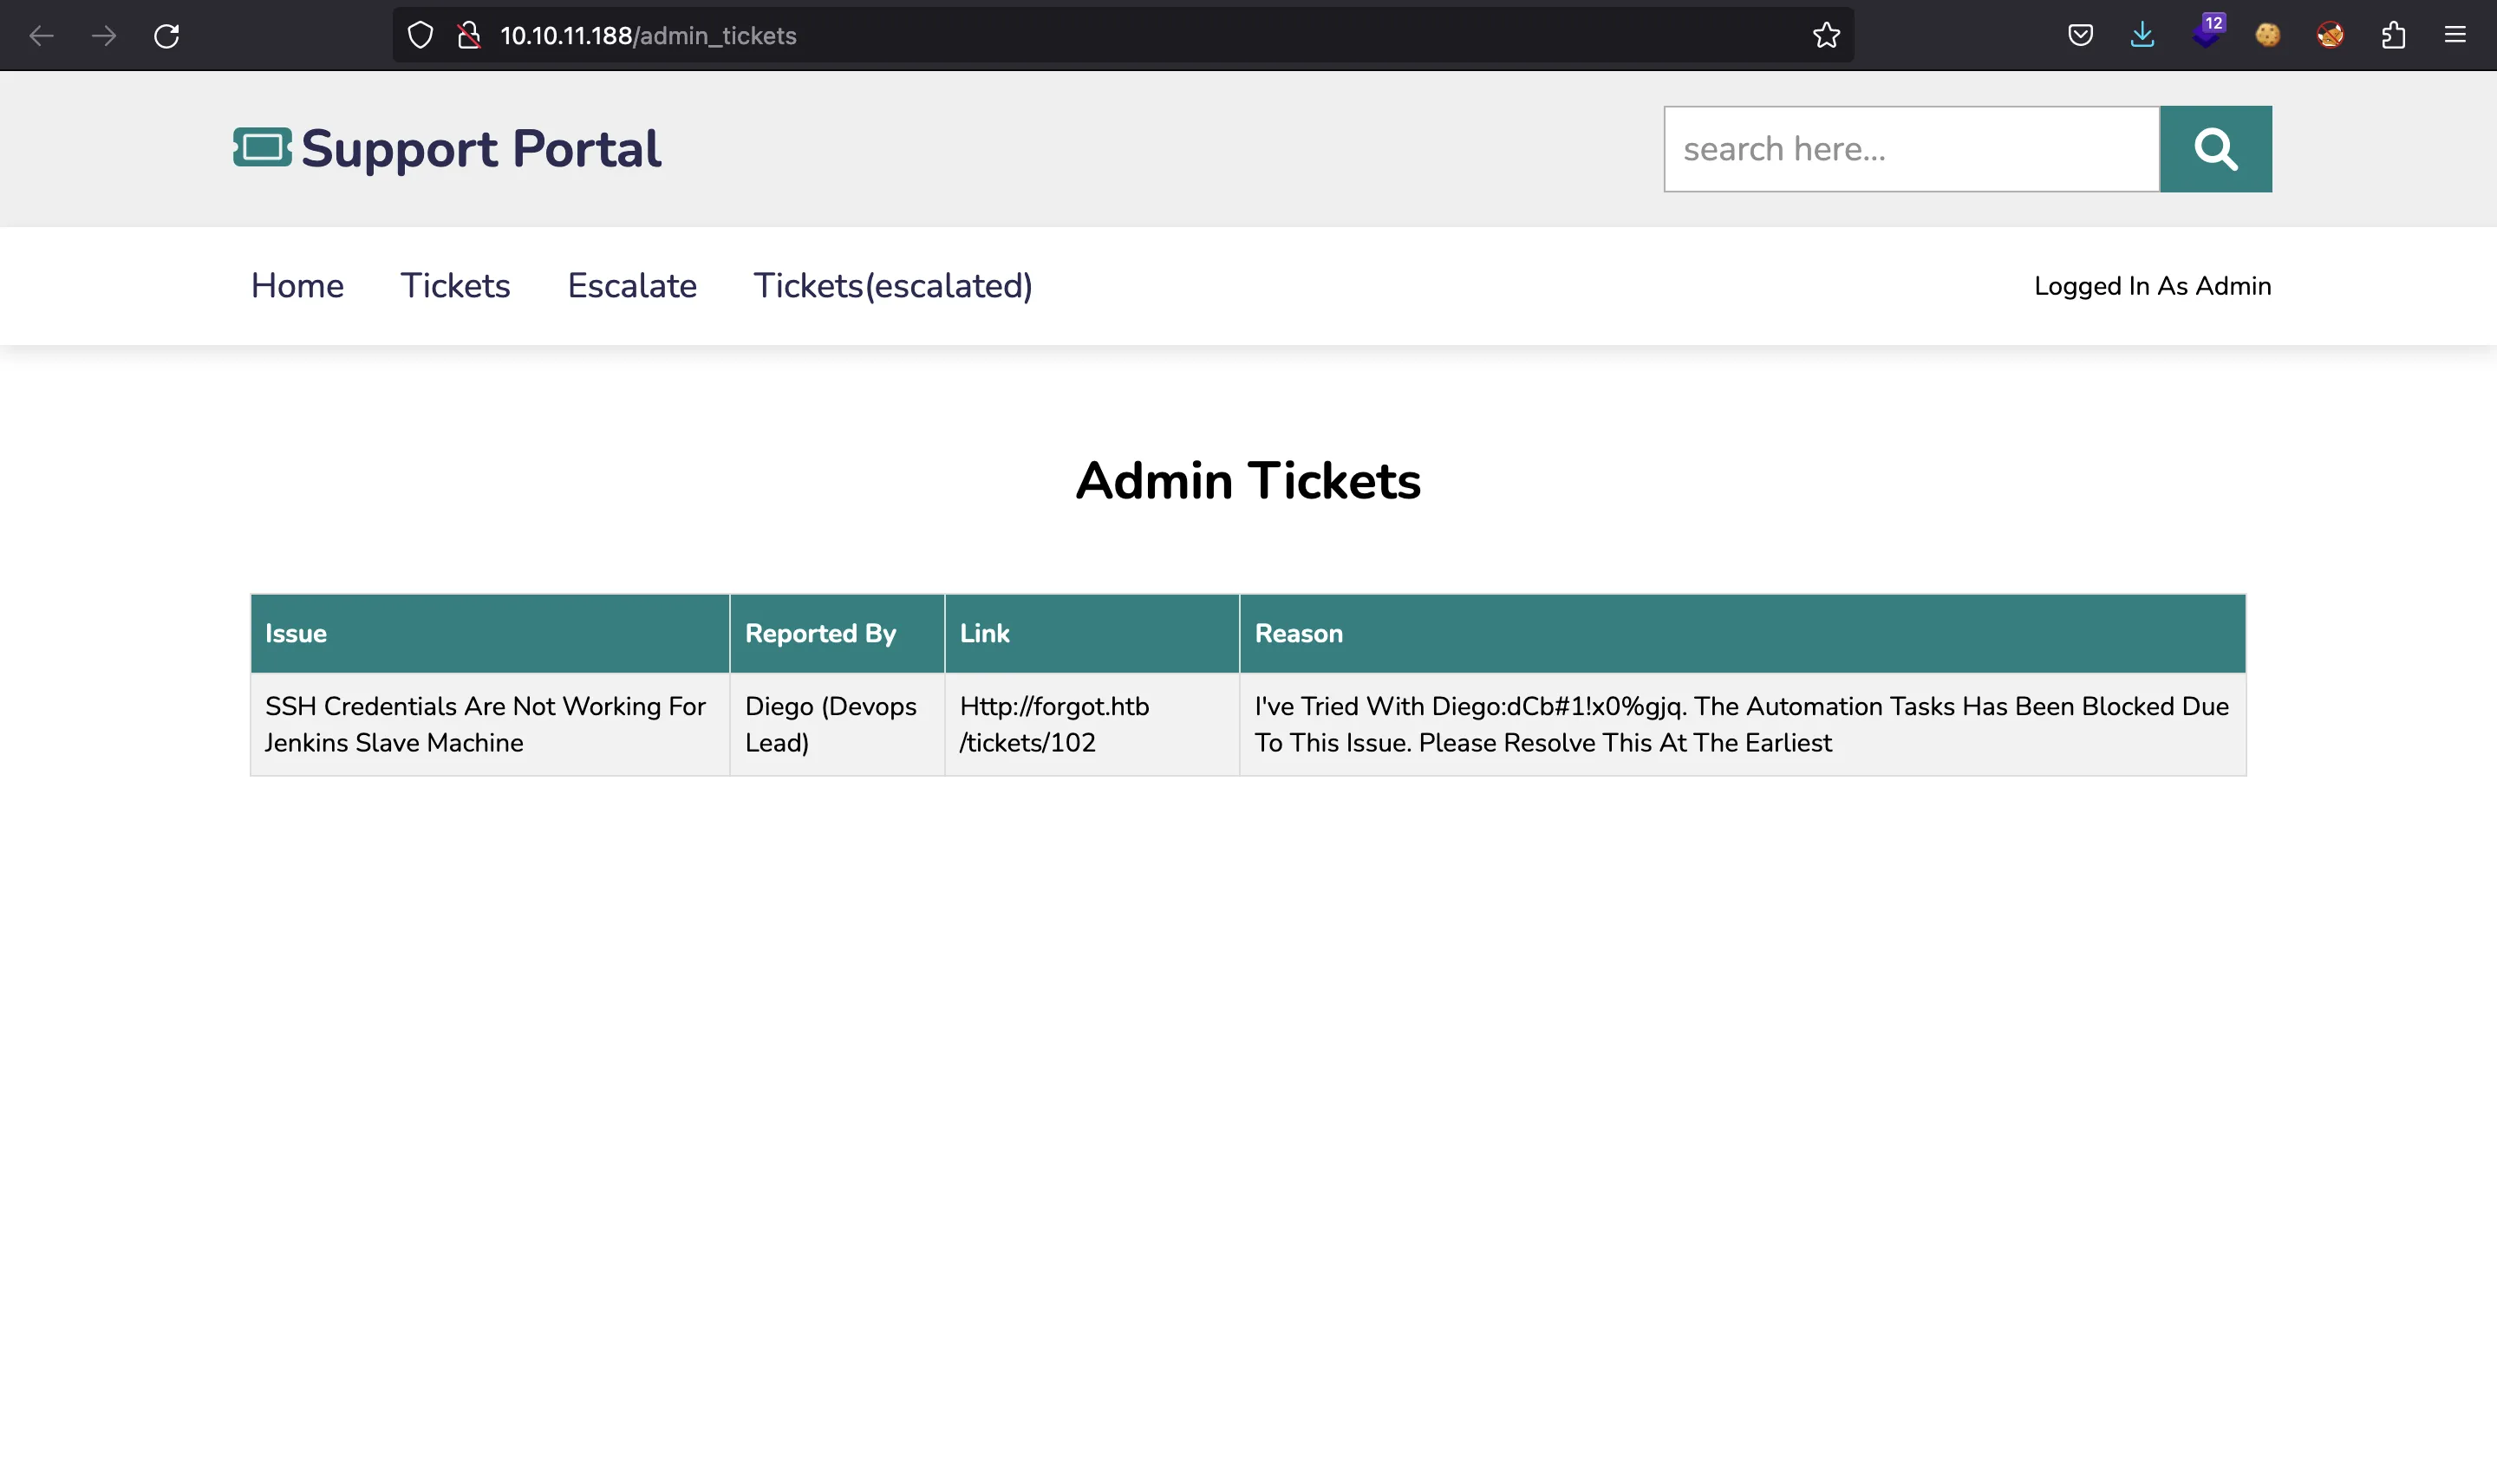 10.10.11.188/admin_tickets
12
Support Portal
search here...
Home Tickets Escalate Tickets(escalated)
Logged In As Admin
Admin Tickets
Issue Reported By Link Reason
SSH Credentials Are Not Working For
Jenkins Slave Machine
Diego (Devops
Lead)
Http://forgot.htb
/tickets/102
I've Tried With Diego:dCb#1!x0%gjq. The Automation Tasks Has Been Blocked Due
To This Issue. Please Resolve This At The Earliest